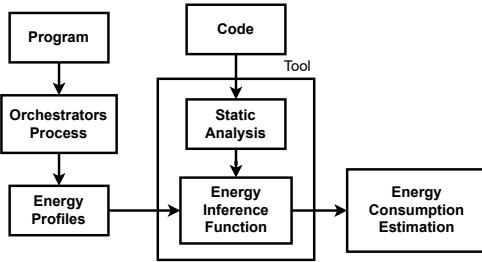 Program
Code
Tool
Orchestrators
Process
Static
Analysis
Energy
Profiles
Energy
Inference
Function
Energy
Consumption
Estimation